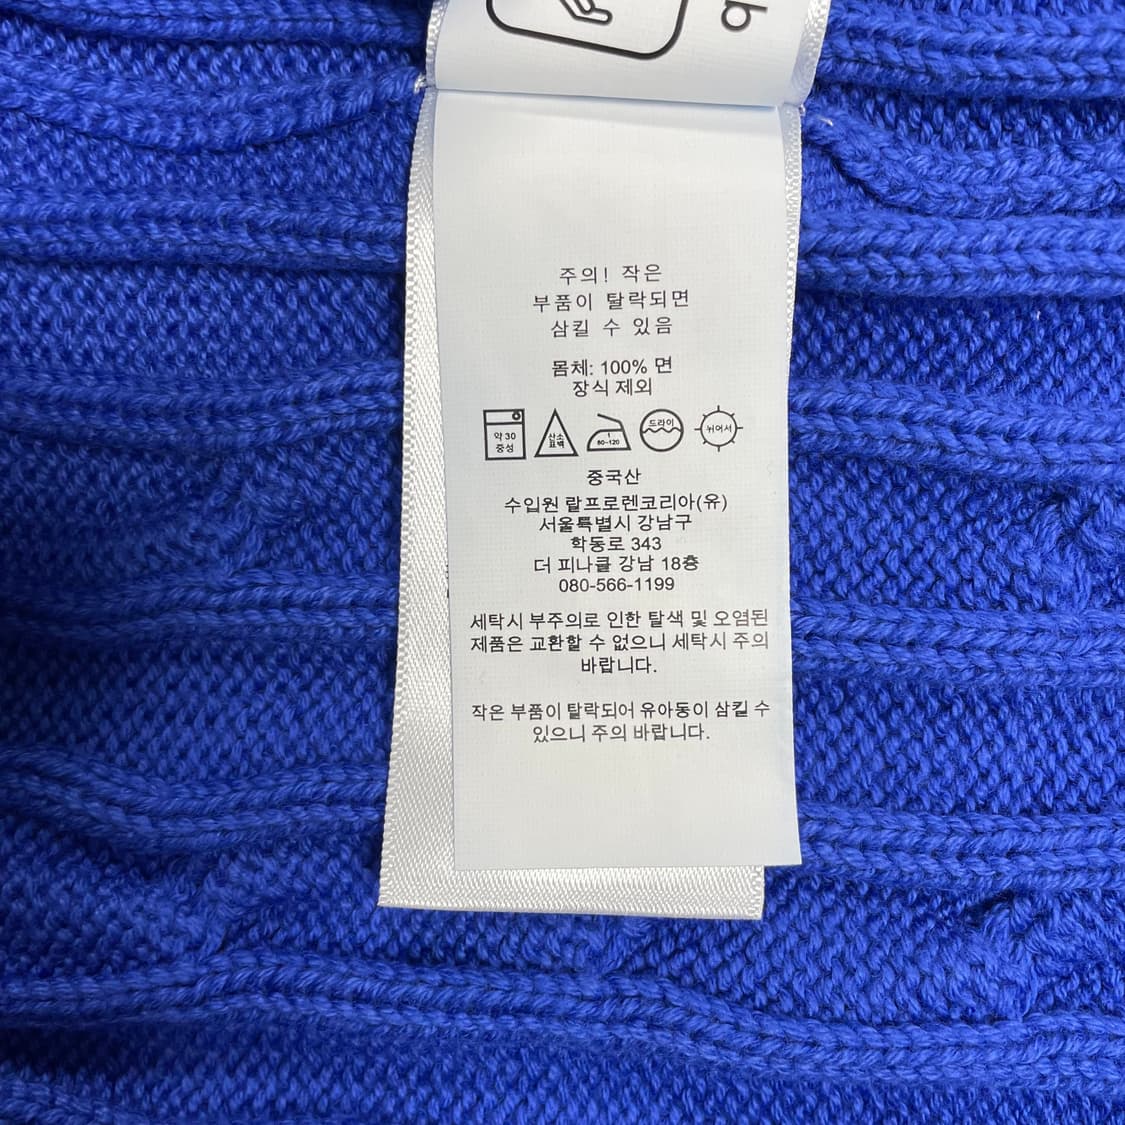 b
주의! 작은
부품이 탈락되면
삼킬 수 있음
몸체: 100% 면
장식 제외
약 30
중성
산소
표백
1
80~120
드라이
뉘어서
중국산
수입원 랄프로렌코리아(유)
서울특별시 강남구
학동로 343
더 피나클 강남 18층
080-566-1199
세탁시 부주의로 인한 탈색 및 오염된
제품은 교환할 수 없으니 세탁시 주의
바랍니다.
작은 부품이 탈락되어 유아동이 삼킬 수
있으니 주의 바랍니다.